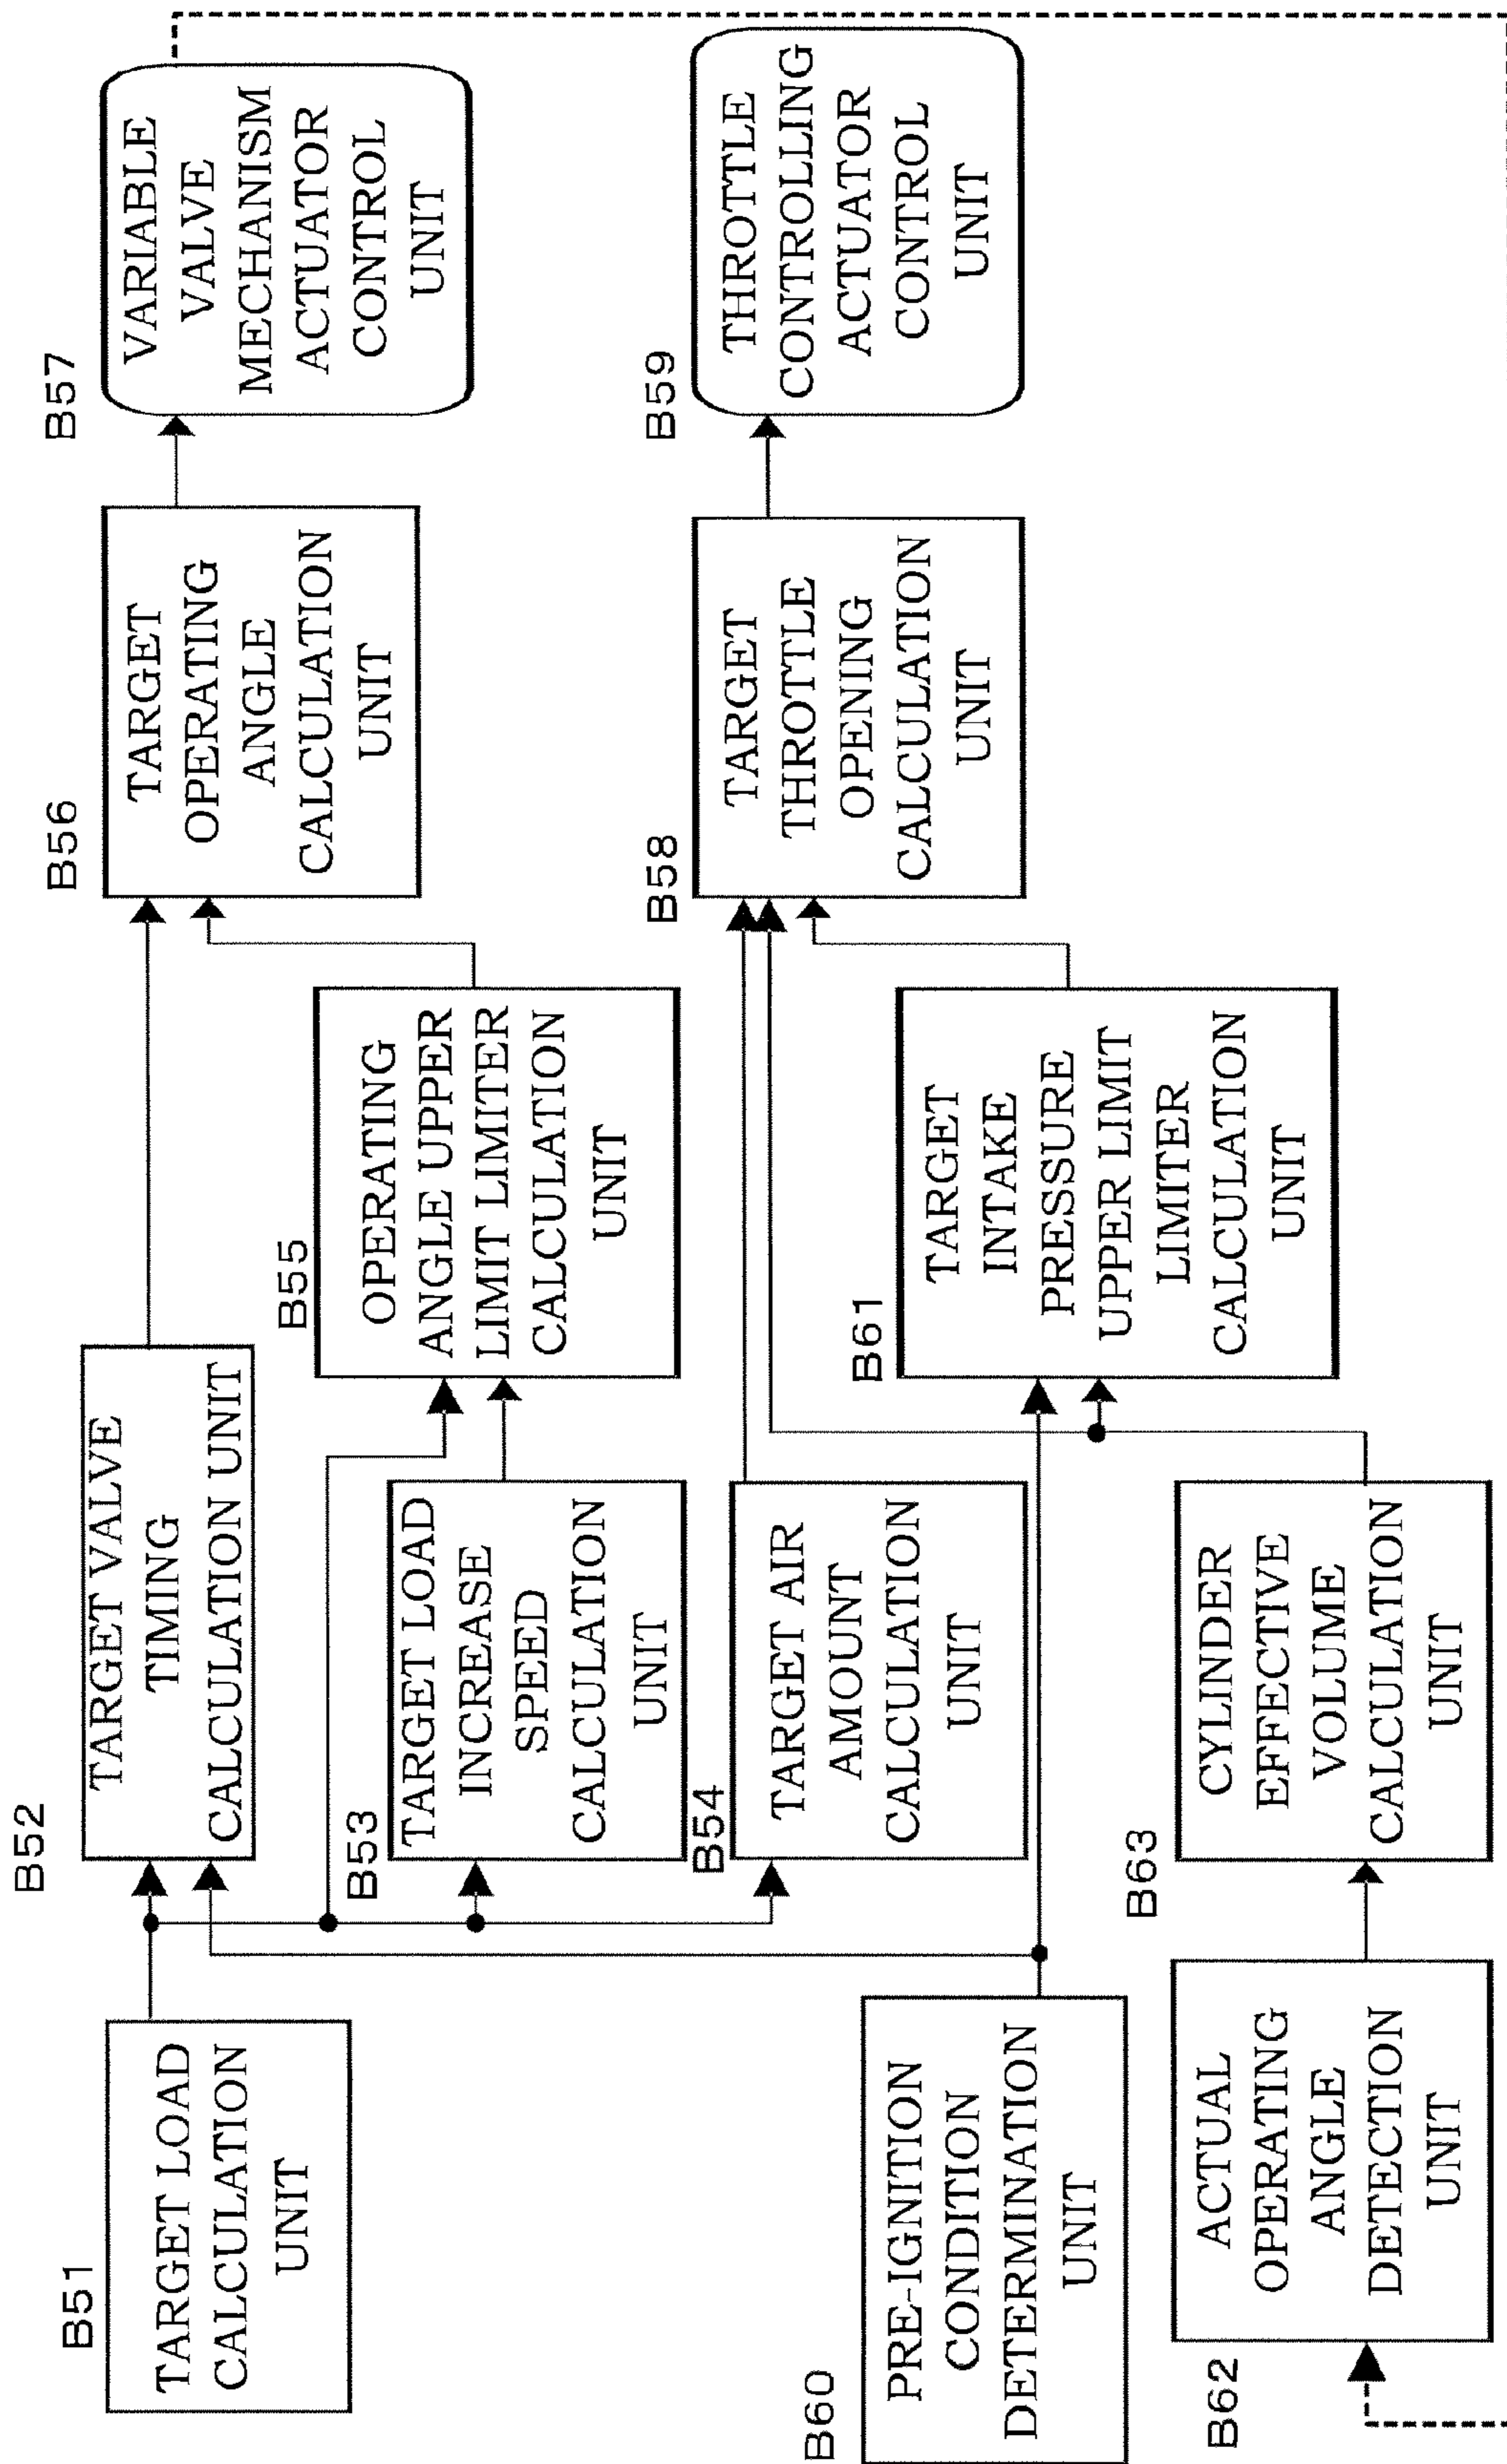 B51
TARGET LOAD
CALCULATION
UNIT
B52
TARGET VALVE
TIMING
CALCULATION UNIT
B53
TARGET LOAD
INCREASE
SPEED
CALCULATION
UNIT
B54
TARGET AIR
AMOUNT
CALCULATION
UNIT
B55
OPERATING
ANGLE UPPER
LIMIT LIMITER
CALCULATION
UNIT
B56
TARGET
OPERATING
ANGLE
CALCULATION
UNIT
B57
VARIABLE
VALVE
MECHANISM
ACTUATOR
CONTROL
UNIT
B58
TARGET
THROTTLE
OPENING
CALCULATION
UNIT
B59
THROTTLE
CONTROLLING
ACTUATOR
CONTROL
UNIT
B60
PRE-IGNITION
CONDITION
DETERMINATION
UNIT
B61
TARGET
INTAKE
PRESSURE
UPPER LIMIT
LIMITER
CALCULATION
UNIT
B62
ACTUAL
OPERATING
ANGLE
DETECTION
UNIT
B63
CYLINDER
EFFECTIVE
VOLUME
CALCULATION
UNIT